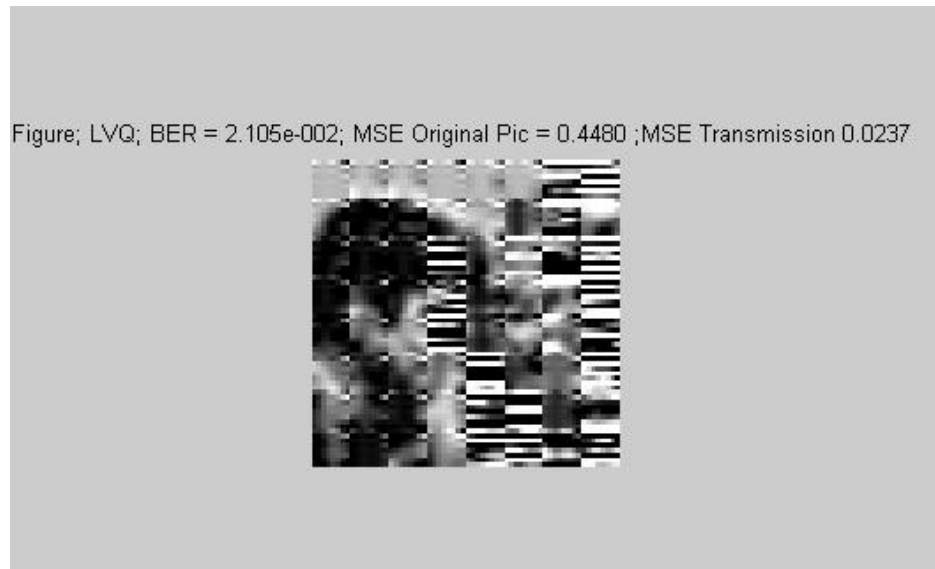 Figure; LVQ; BER = 2.105e-002; MSE Original Pic = 0.4480 ;MSE Transmission 0.0237